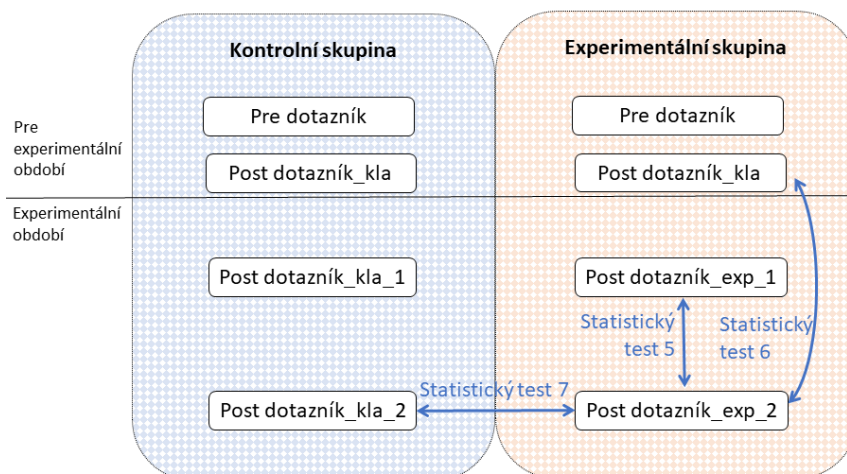 Kontrolní skupina
Experimentální skupina
Pre dotazník
Pre dotazník
Pre
experimentální
období
Post dotazník_kla
Post dotazník_kla
Experimentální
období
Post dotazník_kla_1
Post dotazník_exp_1
Statistický
test 5
Statistický
test 6
Statistický test 7
Post dotazník_kla_2
Post dotazník_exp_2